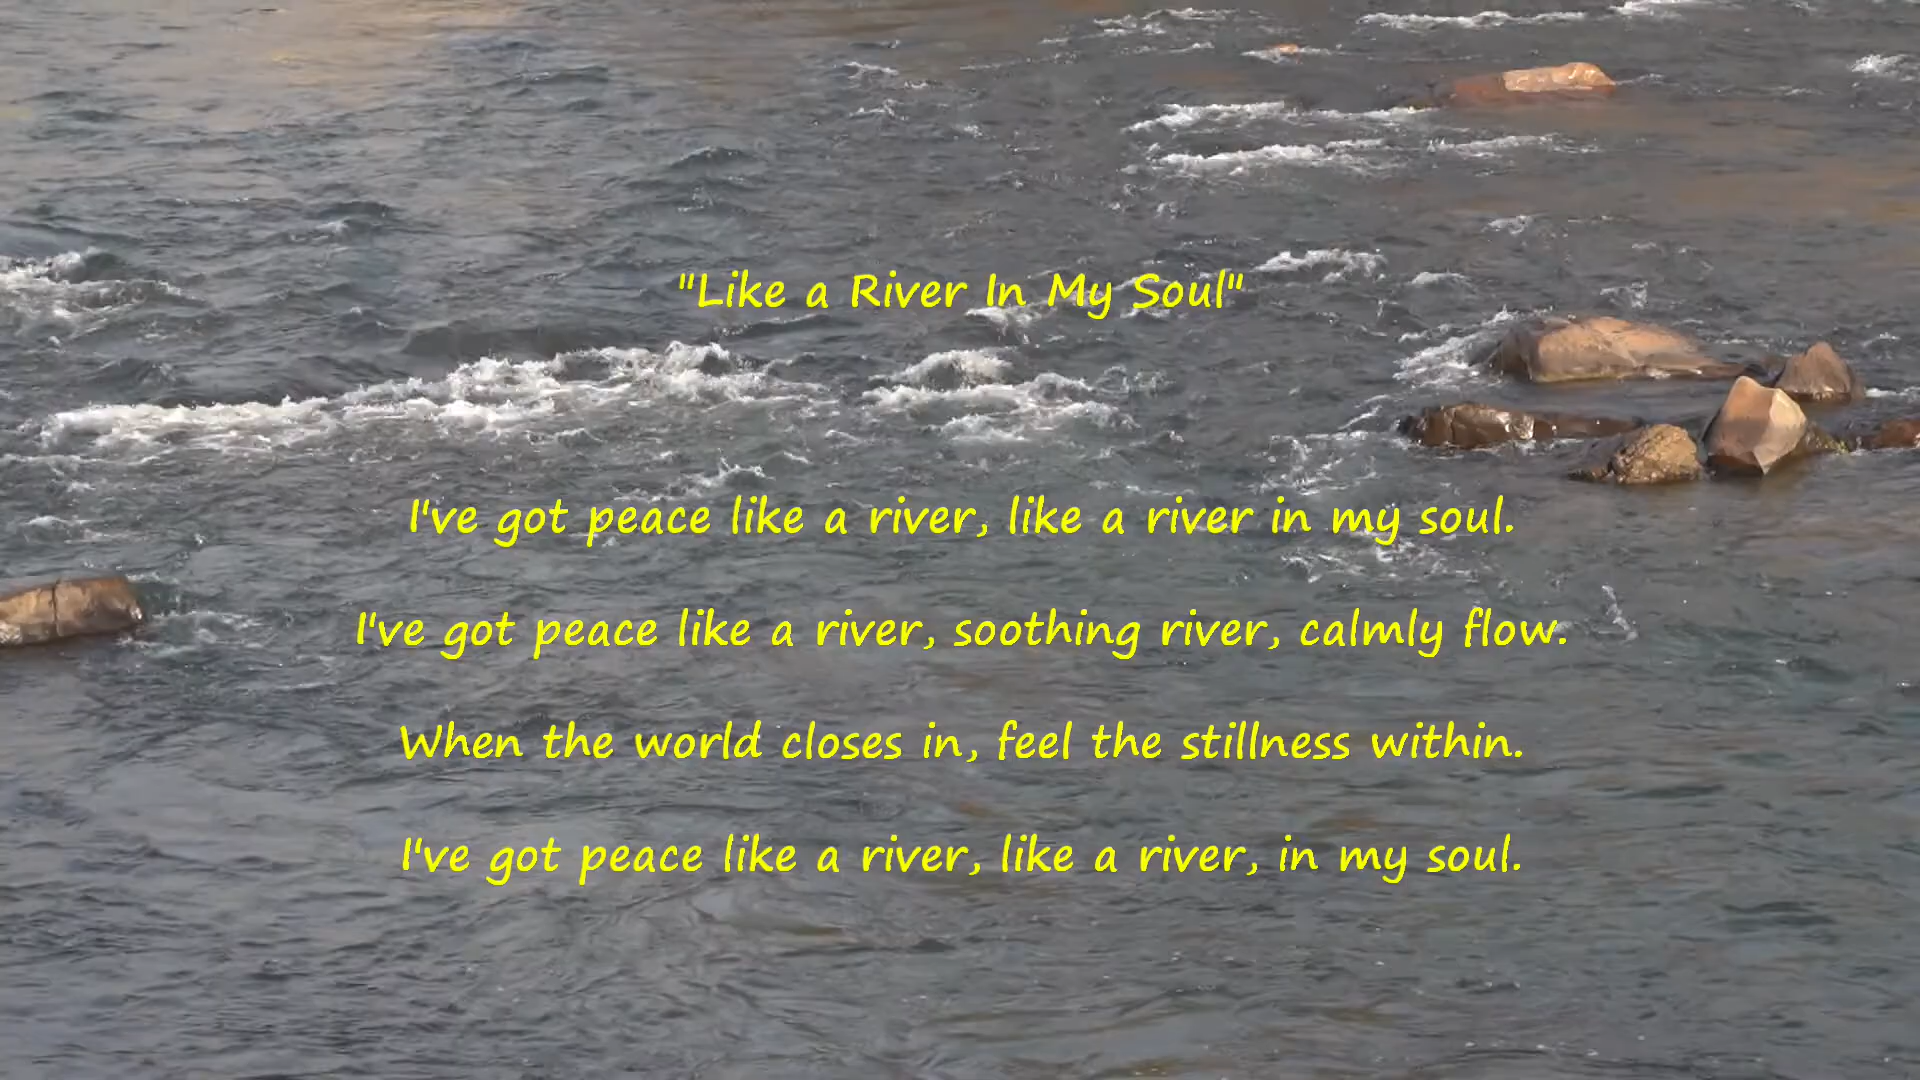 "Like a River In My Soul"
I've got peace like a river, like a river in my soul.
I've got peace like a river, soothing river, calmly flow.
When the world closes in, feel the stillness within.
I've got peace like a river, like a river, in my soul.